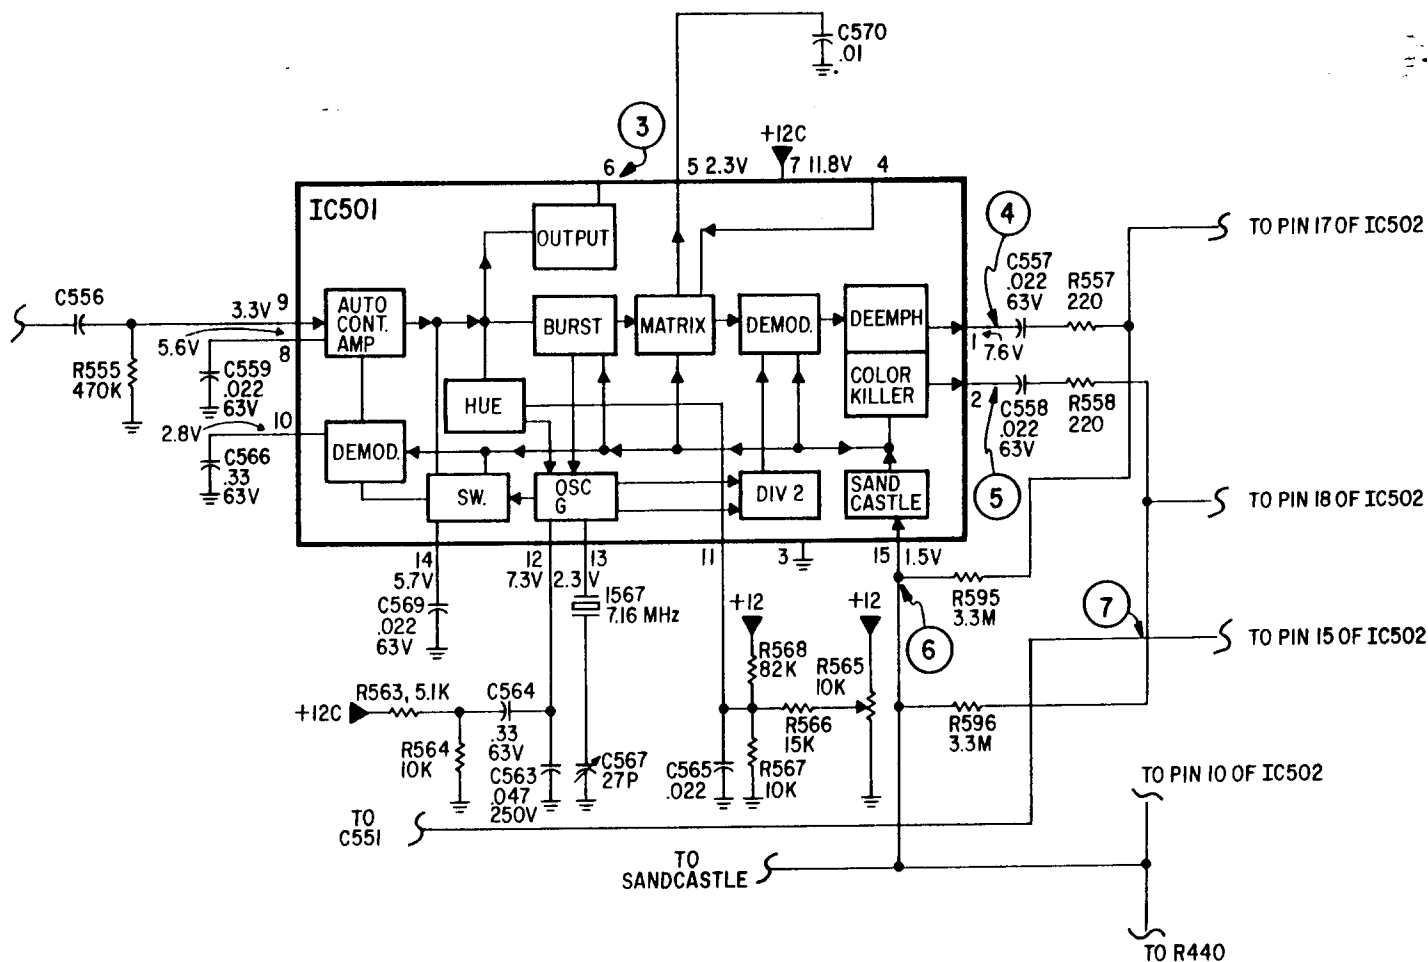 C570
.01
3
+12C
6
5 2.3V
7 11.8V
4
IC501
OUTPUT
4
TO PIN 17 OF IC502
C556
3.3V
9
5.6V
8
AUTO
CONT.
AMP
BURST
MATRIX
DEMOD.
DEEMPH
C557
.022
63V
R557
220
1
7.6V
R555
470K
C559
.022
63V
HUE
COLOR
KILLER
2
C558
.022
63V
R558
220
2.8V
10
C566
.33
63V
DEMOD.
SW.
OSC
G
DIV 2
SAND
CASTLE
5
TO PIN 18 OF IC502
14
5.7V
12
7.3V
13
2.3 V
11
3
15
1.5V
C569
.022
63V
1567
7.16 MHz
+12
+12
6
R595
3.3M
7
TO PIN 15 OF IC502
R568
82K
R565
10K
R563, 5.1K
+12C
C564
.33
63V
R564
10K
C563
.047
250V
C567
27P
C565
.022
R567
10K
R566
15K
R596
3.3M
TO PIN 10 OF IC502
TO
C551
TO
SANDCASTLE
TO R440